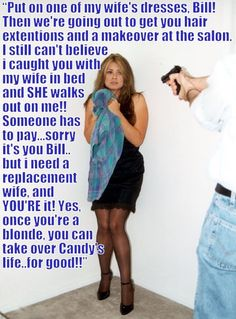 “Put on one of my wife’s dresses, Bill!
Then we're going out to get you hair
extentions and a makeover at the salon.
I still can't believe
i caught you with
my wife in bed
and SHE walks
out on me!!
Someone has
to pay...sorry
it's you Bill..
but i need a
replacement
wife, and
YOU'RE it! Yes,
once you're a
blonde, you can
take over Candy's
life..for good!!”